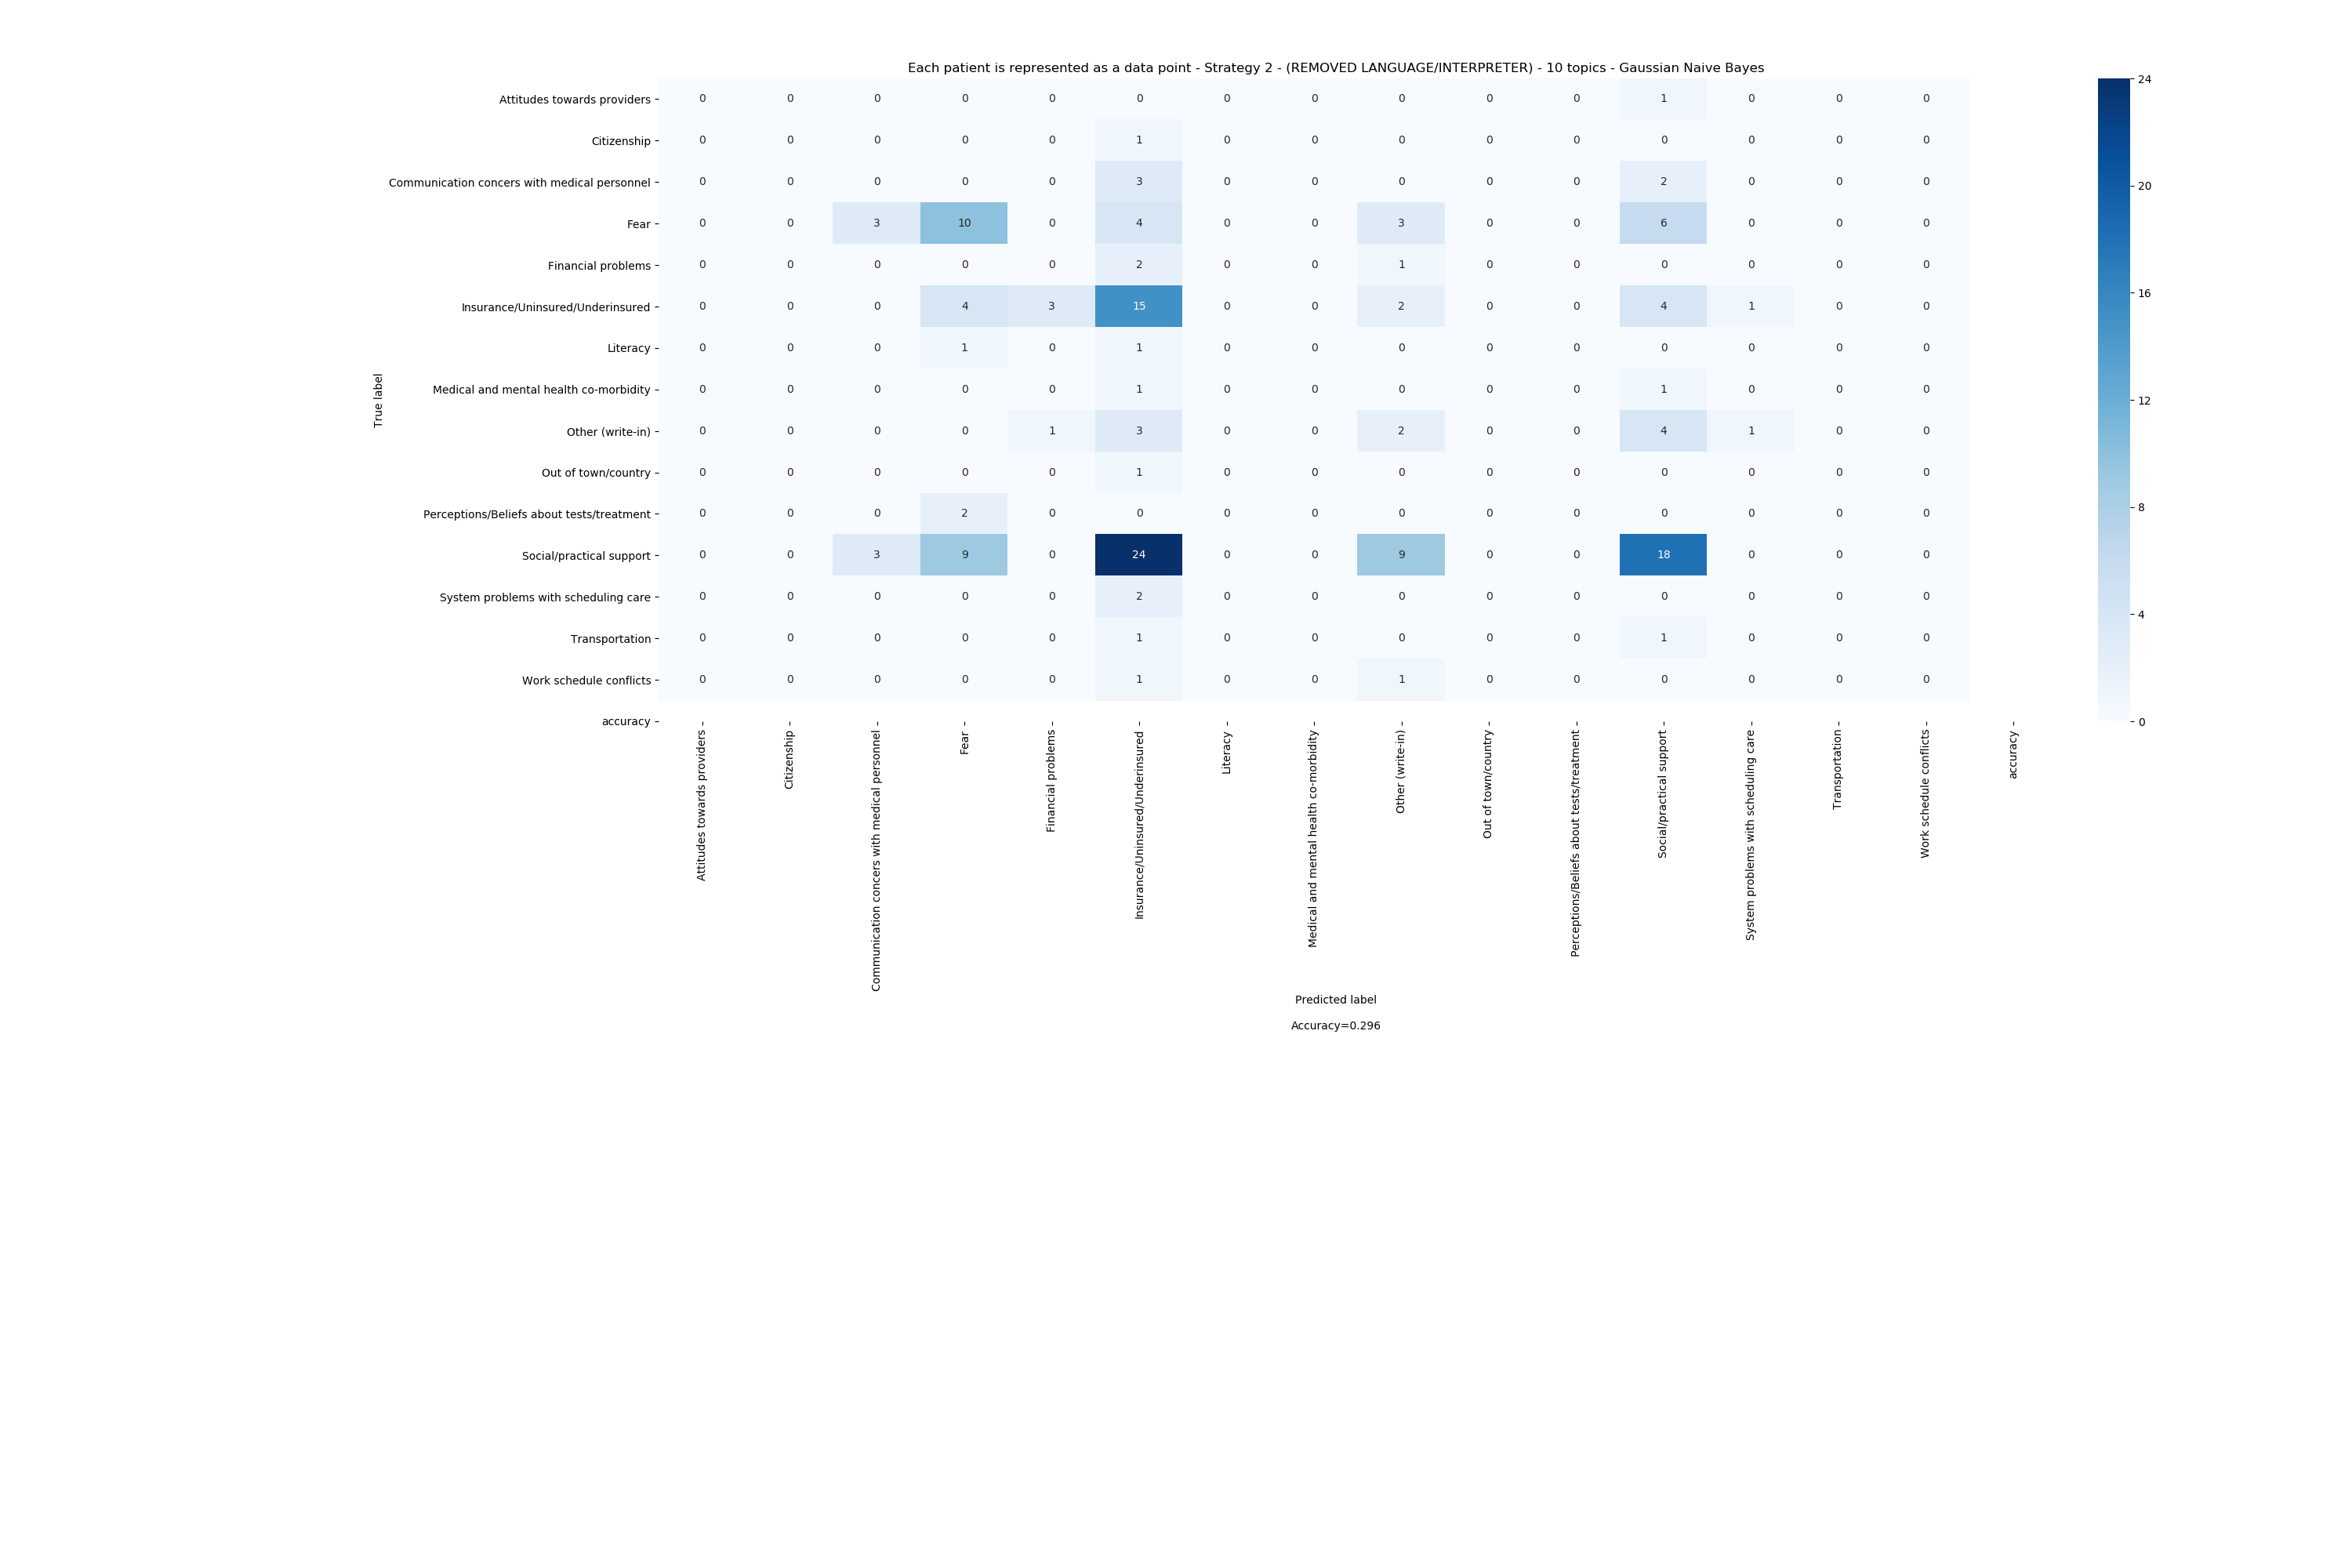 Each patient is represented as a data point - Strategy 2 - (REMOVED LANGUAGE/INTERPRETER) - 10 topics - Gaussian Naive Bayes
Attitudes towards providers 0 0 0 0 0 0 0 0 0 0 0 1 0 0 0
Citizenship 0 0 0 0 0 1 0 0 0 0 0 0 0 0 0
Communication concers with medical personnel 0 0 0 0 0 3 0 0 0 0 0 2 0 0 0
Fear 0 0 3 10 0 4 0 0 3 0 0 6 0 0 0
Financial problems 0 0 0 0 0 2 0 0 1 0 0 0 0 0 0
Insurance/Uninsured/Underinsured 0 0 0 4 3 15 0 0 2 0 0 4 1 0 0
Literacy 0 0 0 1 0 1 0 0 0 0 0 0 0 0 0
Medical and mental health co-morbidity 0 0 0 0 0 1 0 0 0 0 0 1 0 0 0
Other (write-in) 0 0 0 0 1 3 0 0 2 0 0 4 1 0 0
Out of town/country 0 0 0 0 0 1 0 0 0 0 0 0 0 0 0
Perceptions/Beliefs about tests/treatment 0 0 0 2 0 0 0 0 0 0 0 0 0 0 0
Social/practical support 0 0 3 9 0 24 0 0 9 0 0 18 0 0 0
System problems with scheduling care 0 0 0 0 0 2 0 0 0 0 0 0 0 0 0
Transportation 0 0 0 0 0 1 0 0 0 0 0 1 0 0 0
Work schedule conflicts 0 0 0 0 0 1 0 0 1 0 0 0 0 0 0
accuracy
True label
Attitudes towards providers
Citizenship
Communication concers with medical personnel
Fear
Financial problems
Insurance/Uninsured/Underinsured
Literacy
Medical and mental health co-morbidity
Other (write-in)
Out of town/country
Perceptions/Beliefs about tests/treatment
Social/practical support
System problems with scheduling care
Transportation
Work schedule conflicts
accuracy
Predicted label
Accuracy=0.296
24
20
16
12
8
4
0